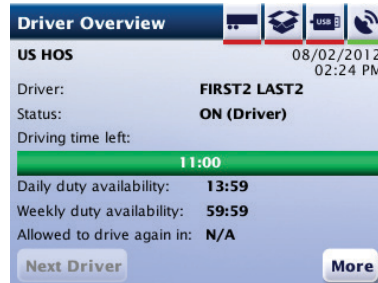 Driver Overview
USB
US HOS 08/02/2012
02:24 PM
Driver: FIRST2 LAST2
Status: ON (Driver)
Driving time left:
11:00
Daily duty availability: 13:59
Weekly duty availability: 59:59
Allowed to drive again in: N/A
Next Driver More